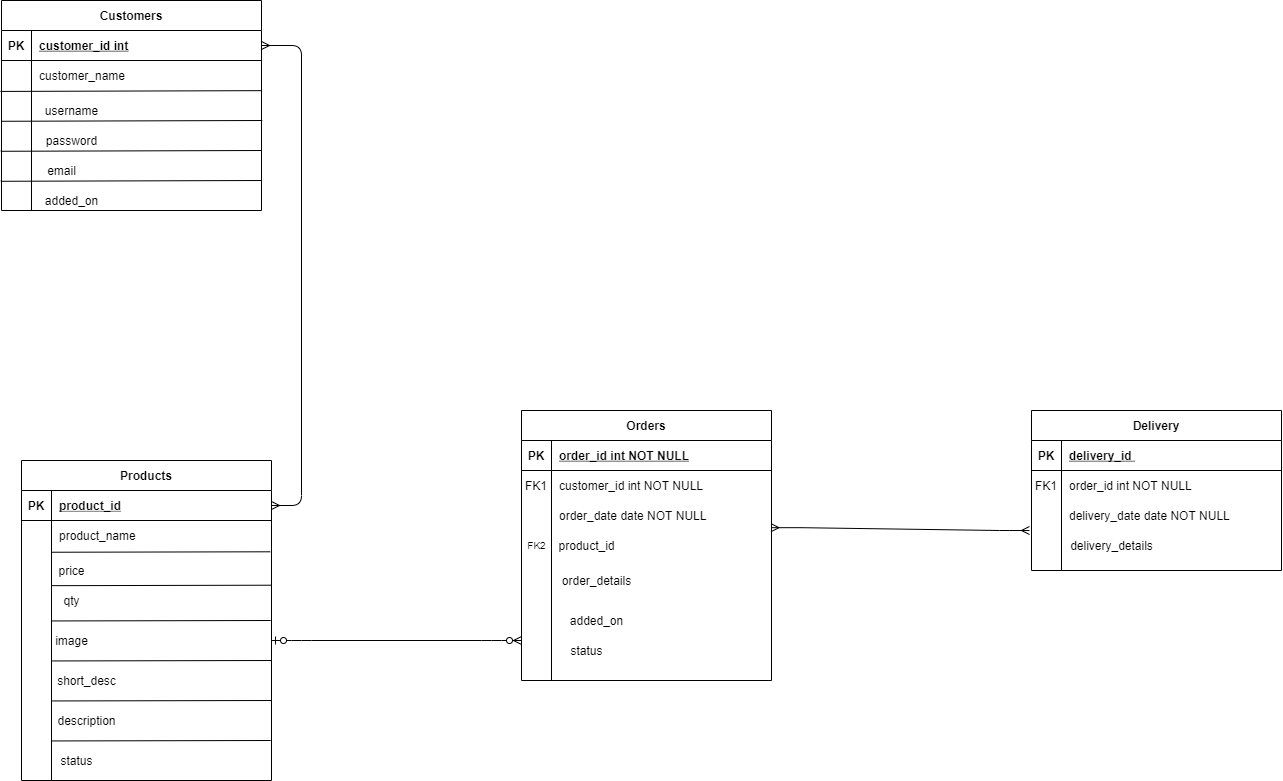 Customers
PK customer_id int
customer_name
username
password
email
added_on
Products
PK product_id
product_name
price
qty
image
short_desc
description
status
Orders
PK order_id int NOT NULL
FK1 customer_id int NOT NULL
order_date date NOT NULL
FK2 product_id
order_details
added_on
status
Delivery
PK delivery_id
FK1 order_id int NOT NULL
delivery_date date NOT NULL
delivery_details